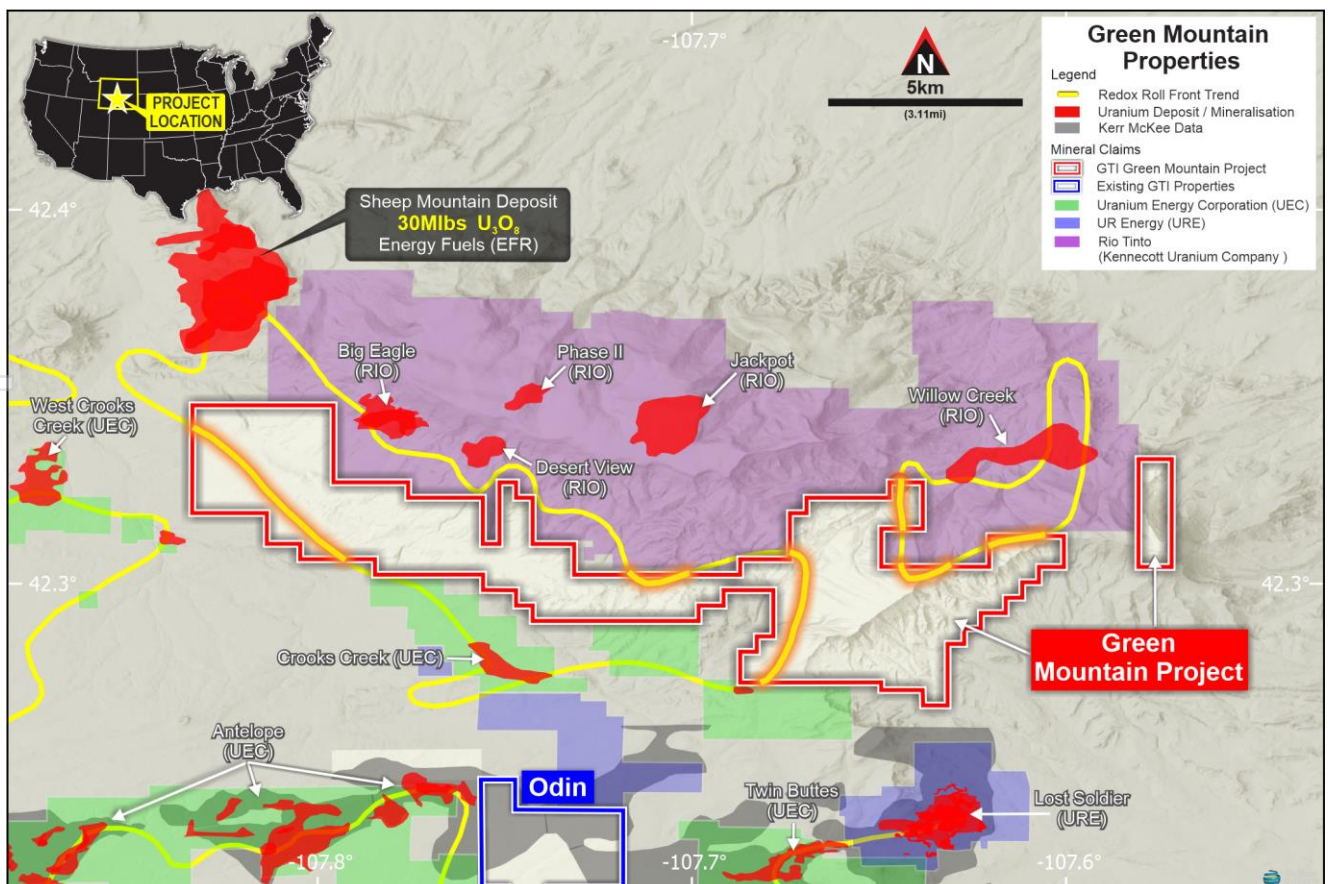 -107.7°
N
5km
(3.11mi)
PROJECT
LOCATION
Green Mountain
Properties
Legend
Redox Roll Front Trend
Uranium Deposit / Mineralisation
Kerr McKee Data
Mineral Claims
GTI Green Mountain Project
Existing GTI Properties
Uranium Energy Corporation (UEC)
UR Energy (URE)
Rio Tinto
(Kennecott Uranium Company )
42.4°
Sheep Mountain Deposit
30Mlbs U₃O₈
Energy Fuels (EFR)
Big Eagle
(RIO)
Phase II
(RIO)
Jackpot
(RIO)
Willow Creek
(RIO)
West Crooks
Creek (UEC)
Desert View
(RIO)
42.3°
42.3°
Crooks Creek (UEC)
Green
Mountain Project
Antelope
(UEC)
Odin
Twin Buttes
(UEC)
Lost Soldier
(URE)
-107.8°
-107.7°
-107.6°